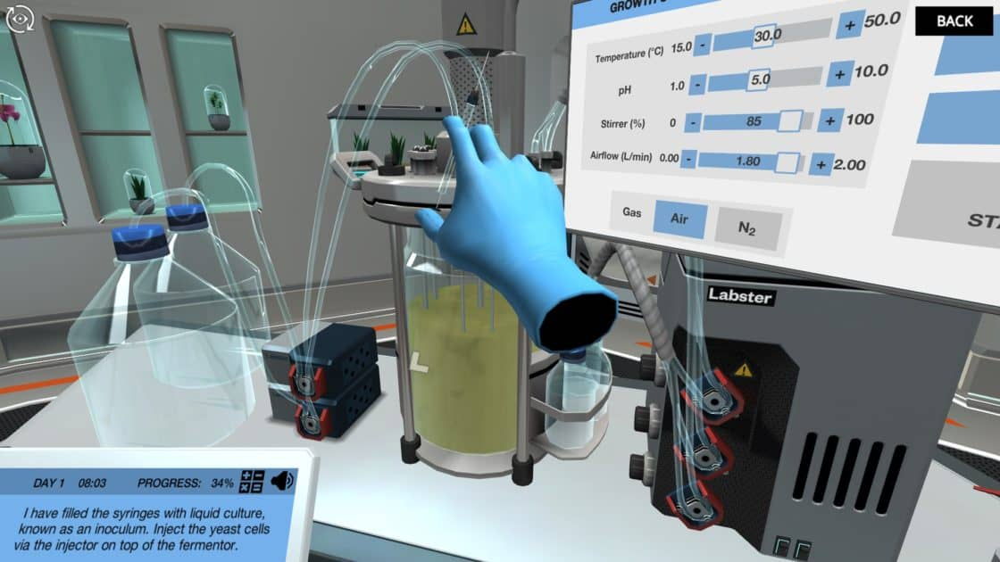 GROWTH
BACK
Temperature (°C) 15.0 - 30.0 + 50.0
pH 1.0 - 5.0 + 10.0
Stirrer (%) 0 - 85 + 100
Airflow (L/min) 0.00 - 1.80 + 2.00
Gas Air N₂
Labster
DAY 1 08:03 PROGRESS: 34%
I have filled the syringes with liquid culture,
known as an inoculum. Inject the yeast cells
via the injector on top of the fermentor.